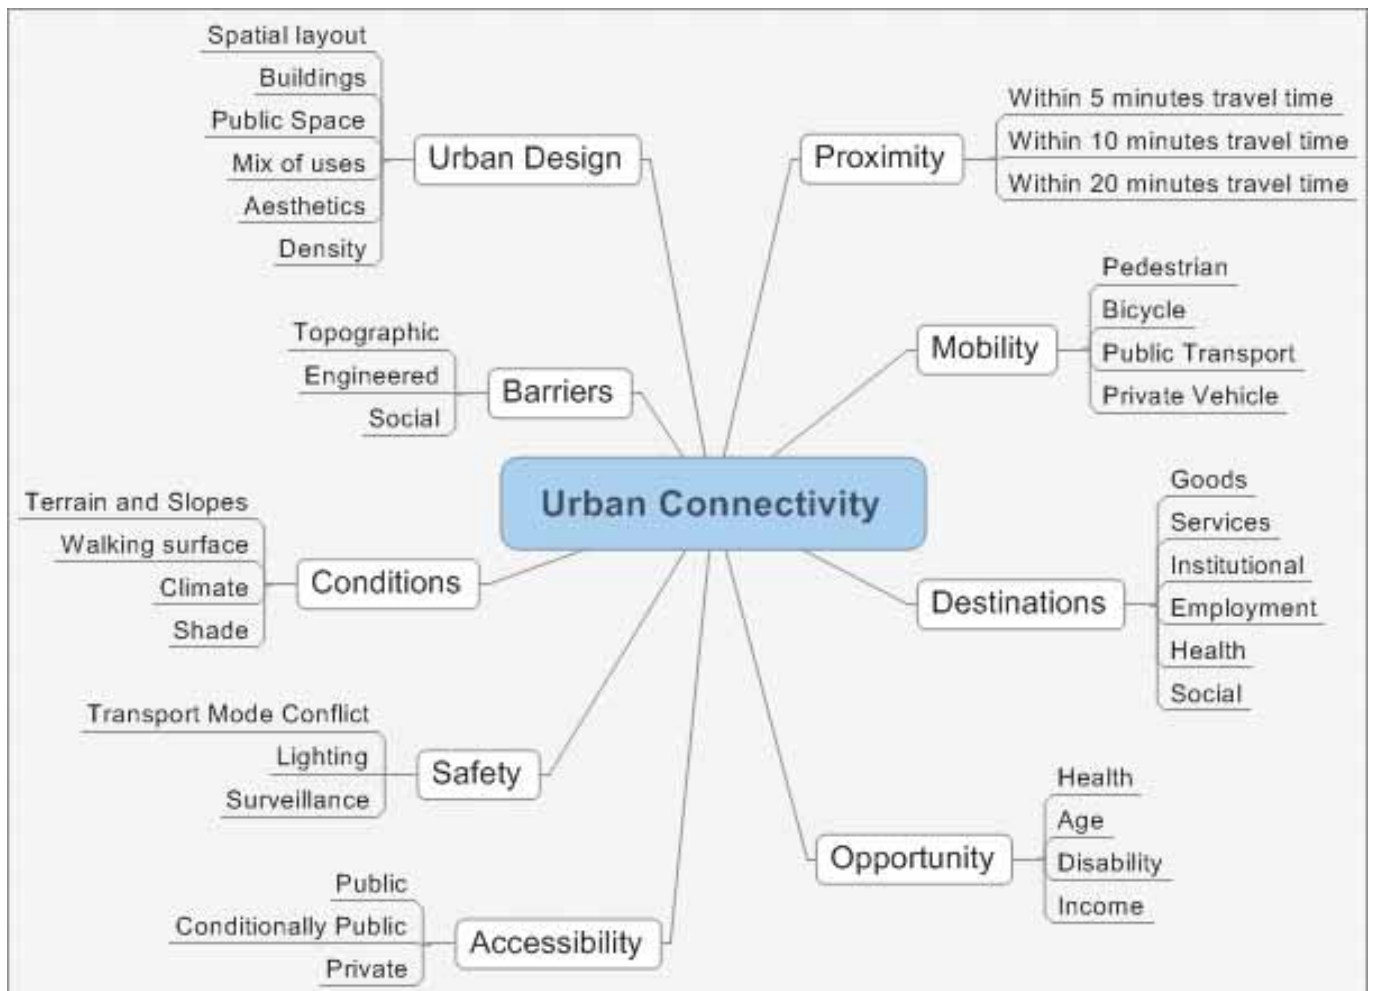 Spatial layout
Buildings
Public Space
Mix of uses
Aesthetics
Density
Urban Design
Proximity
Within 5 minutes travel time
Within 10 minutes travel time
Within 20 minutes travel time
Mobility
Pedestrian
Bicycle
Public Transport
Private Vehicle
Topographic
Engineered
Social
Barriers
Urban Connectivity
Terrain and Slopes
Walking surface
Climate
Shade
Conditions
Destinations
Goods
Services
Institutional
Employment
Health
Social
Transport Mode Conflict
Lighting
Surveillance
Safety
Opportunity
Health
Age
Disability
Income
Public
Conditionally Public
Private
Accessibility